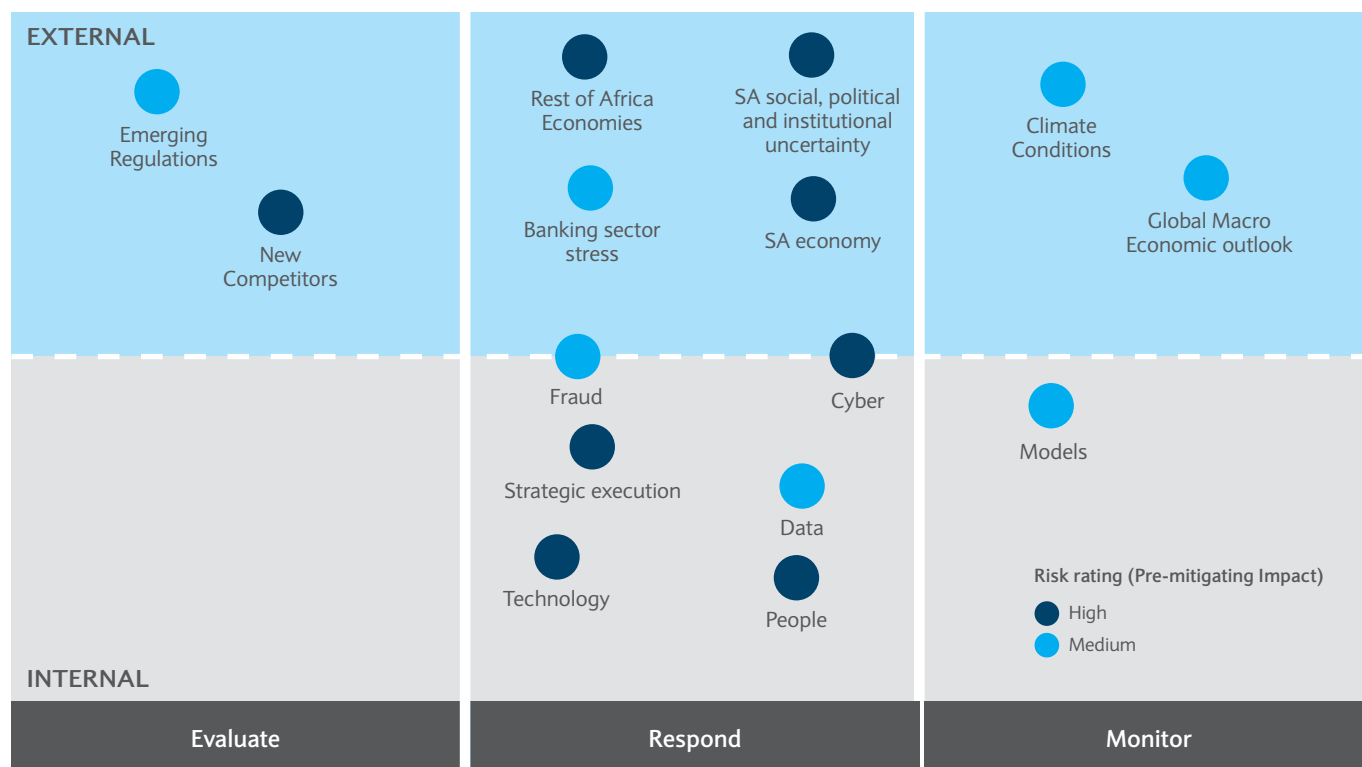 EXTERNAL
Emerging
Regulations
New
Competitors
Rest of Africa
Economies
SA social, political
and institutional
uncertainty
Banking sector
stress
SA economy
Climate
Conditions
Global Macro
Economic outlook
Fraud
Cyber
Strategic execution
Data
Technology
People
Models
Risk rating (Pre-mitigating Impact)
High
Medium
INTERNAL
Evaluate
Respond
Monitor